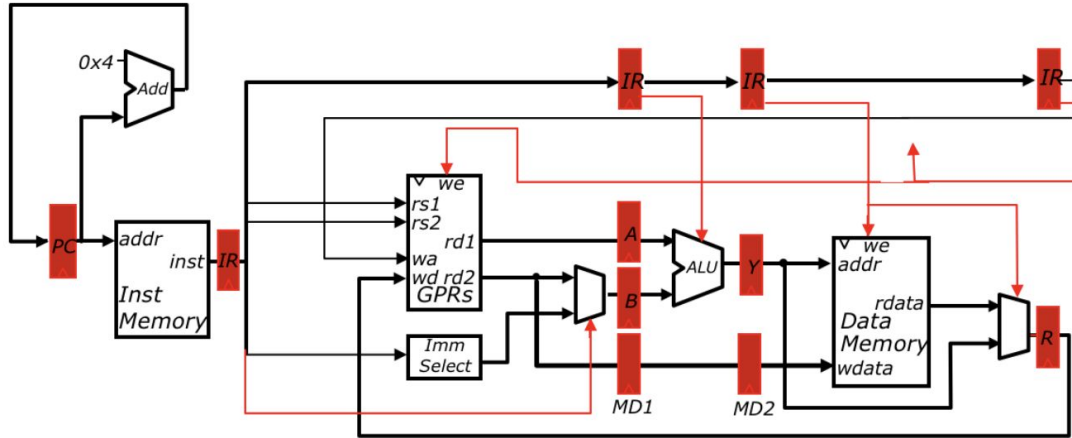 0x4
Add
IR
IR
IR
we
rs1
rs2
rd1
wa
wd rd2
GPRs
A
B
ALU
Y
we
addr
rdata
Data
Memory
wdata
R
PC
addr
inst
Inst
Memory
IR
Imm
Select
MD1
MD2